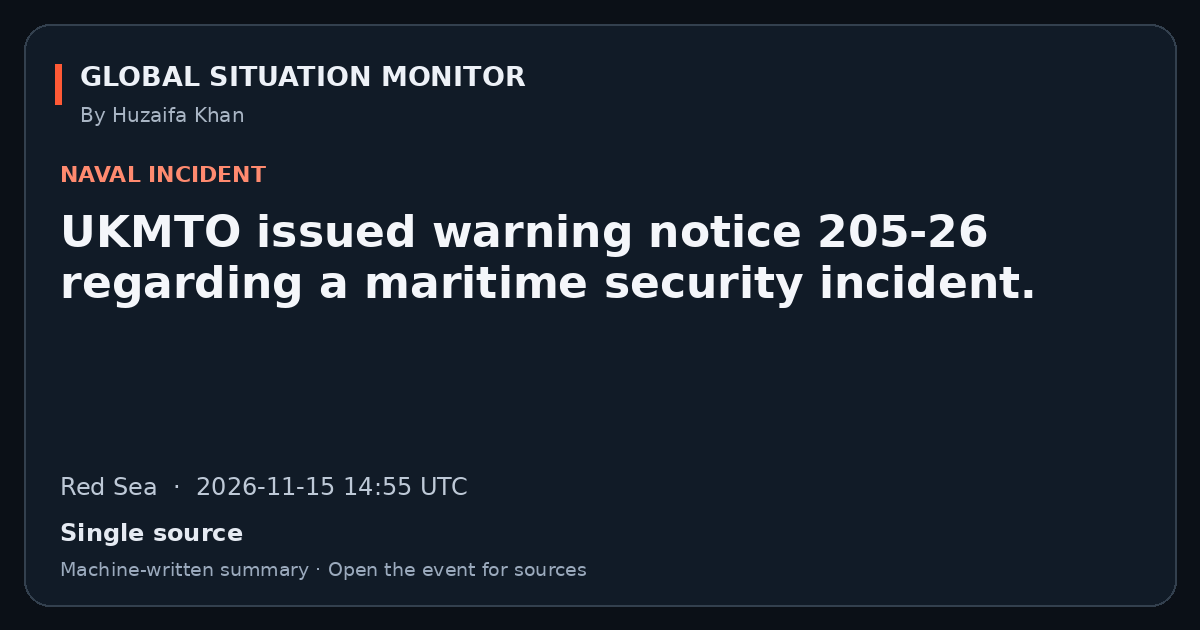 GLOBAL SITUATION MONITOR
By Huzaifa Khan
NAVAL INCIDENT
UKMTO issued warning notice 205-26
regarding a maritime security incident.
Red Sea · 2026-11-15 14:55 UTC
Single source
Machine-written summary · Open the event for sources